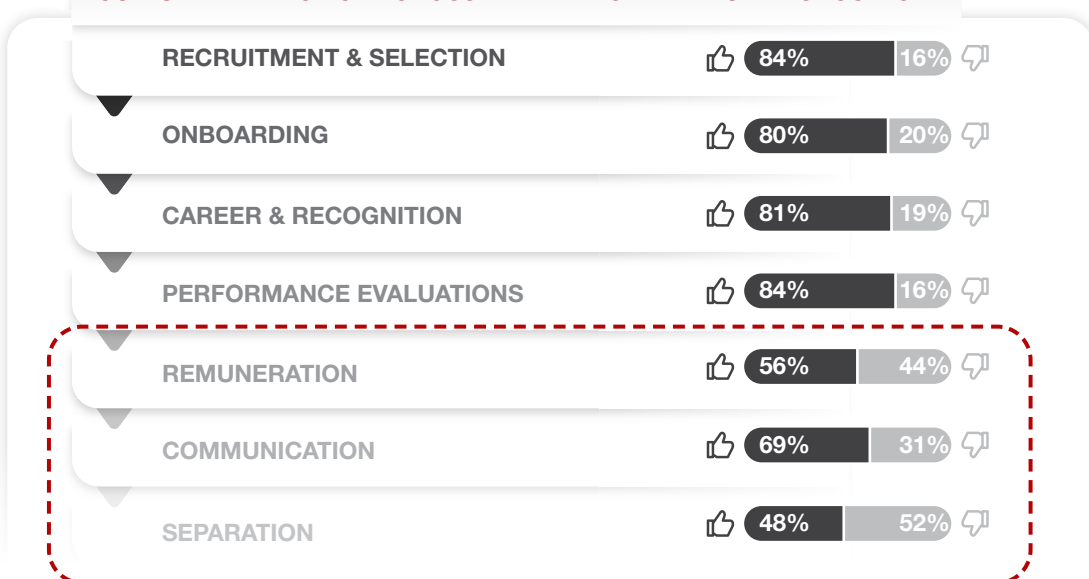 RECRUITMENT & SELECTION 84% 16%
ONBOARDING 80% 20%
CAREER & RECOGNITION 81% 19%
PERFORMANCE EVALUATIONS 84% 16%
REMUNERATION 56% 44%
COMMUNICATION 69% 31%
SEPARATION 48% 52%